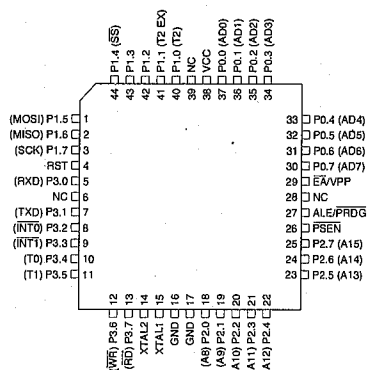 44 P1.4 (SS)
43 P1.3
42 P1.2
41 P1.1 (T2 EX)
40 P1.0 (T2)
39 NC
38 VCC
37 P0.0 (AD0)
36 P0.1 (AD1)
35 P0.2 (AD2)
34 P0.3 (AD3)
(MOSI) P1.5 1
(MISO) P1.6 2
(SCK) P1.7 3
RST 4
(RXD) P3.0 5
NC 6
(TXD) P3.1 7
(INT0) P3.2 8
(INT1) P3.3 9
(T0) P3.4 10
(T1) P3.5 11
33 P0.4 (AD4)
32 P0.5 (AD5)
31 P0.6 (AD6)
30 P0.7 (AD7)
29 EA/VPP
28 NC
27 ALE/PRDG
26 PSEN
25 P2.7 (A15)
24 P2.6 (A14)
23 P2.5 (A13)
(WR) P3.6 12
(RD) P3.7 13
XTAL2 14
XTAL1 15
GND 16
GND 17
(A8) P2.0 18
(A9) P2.1 19
A10) P2.2 20
A11) P2.3 21
A12) P2.4 22